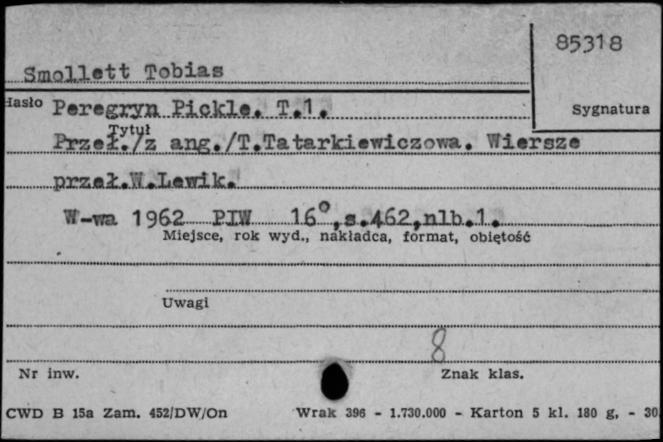 85318
Smollett Tobias
Hasło Peregryn Pickle. T.1.
Sygnatura
Tytuł
Przeł./z ang./T.Tatarkiewiczowa. Wiersze
przeł.W.Lewik.
W-wa 1962 PIW 16°,s.462,nlb.1.
Miejsce, rok wyd., nakładca, format, objętość
Uwagi
8
Nr inw.
Znak klas.
CWD B 15a Zam. 452/DW/On Wrak 396 - 1.730.000 - Karton 5 kl. 180 g, - 30